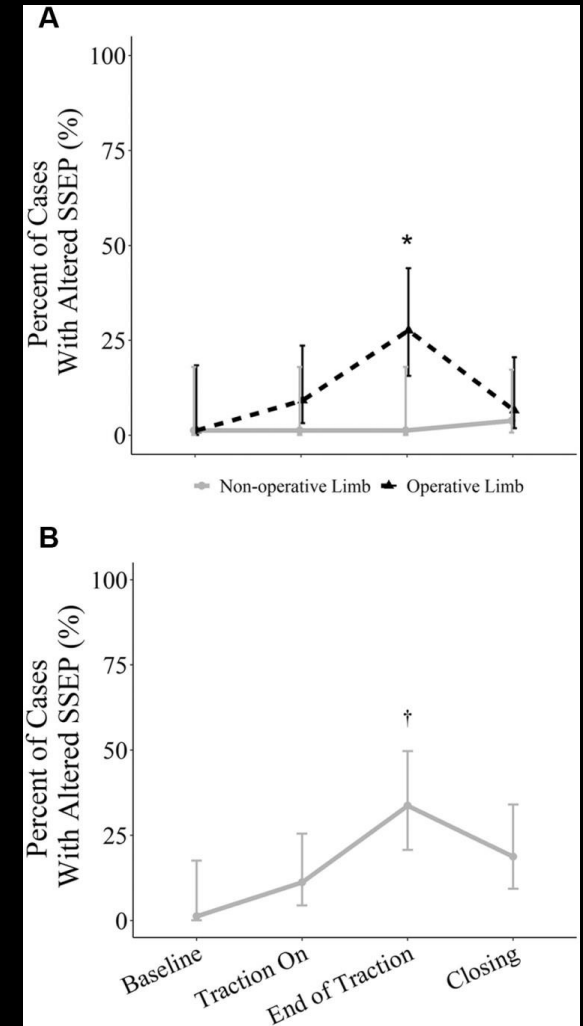 A
Percent of Cases
With Altered SSEP (%)
100
75
50
25
0
*
Non-operative Limb
Operative Limb
B
Percent of Cases
With Altered SSEP (%)
100
75
50
25
0
†
Baseline
Traction On
End of Traction
Closing